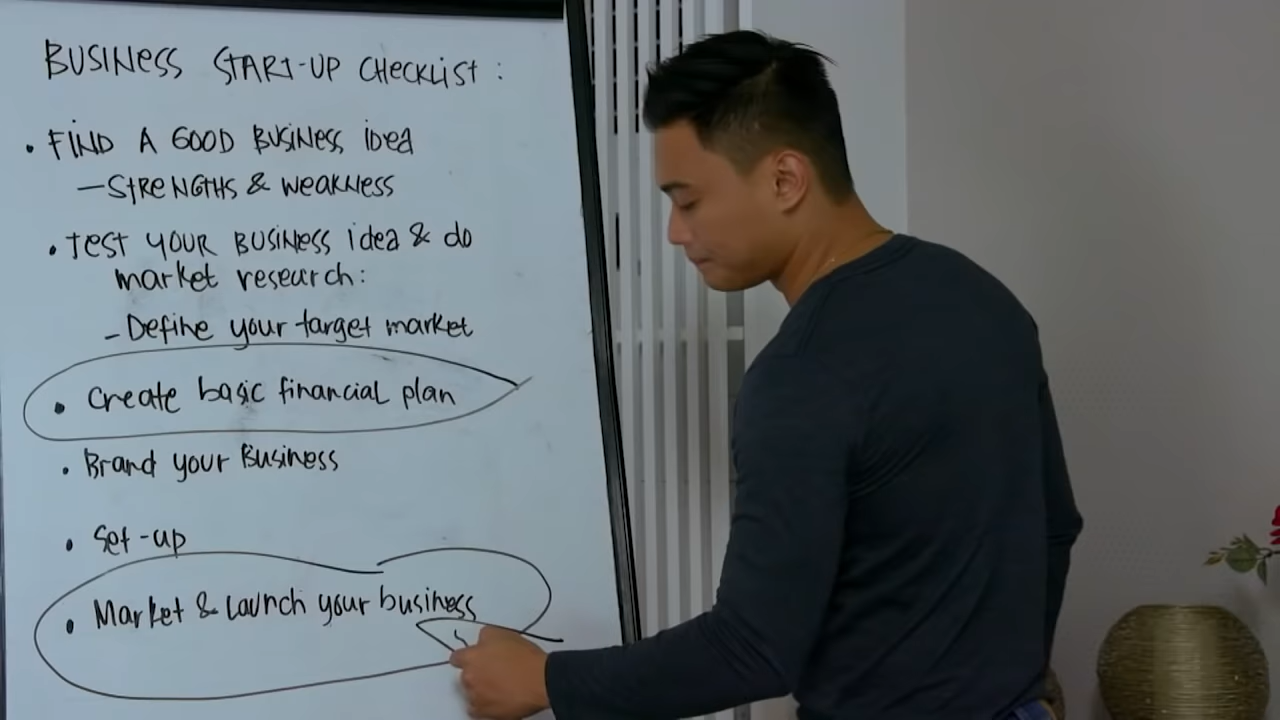 BUSINESS START-UP CHECKLIST :
• FIND A GOOD BUSINESS idea
- STRENGTHS & WEAKNESS
• TEST YOUR BUSINESS idea & do
market research:
- Define your target market
• Create basic financial plan
• Brand your Business
• Set-up
• Market & Launch your business